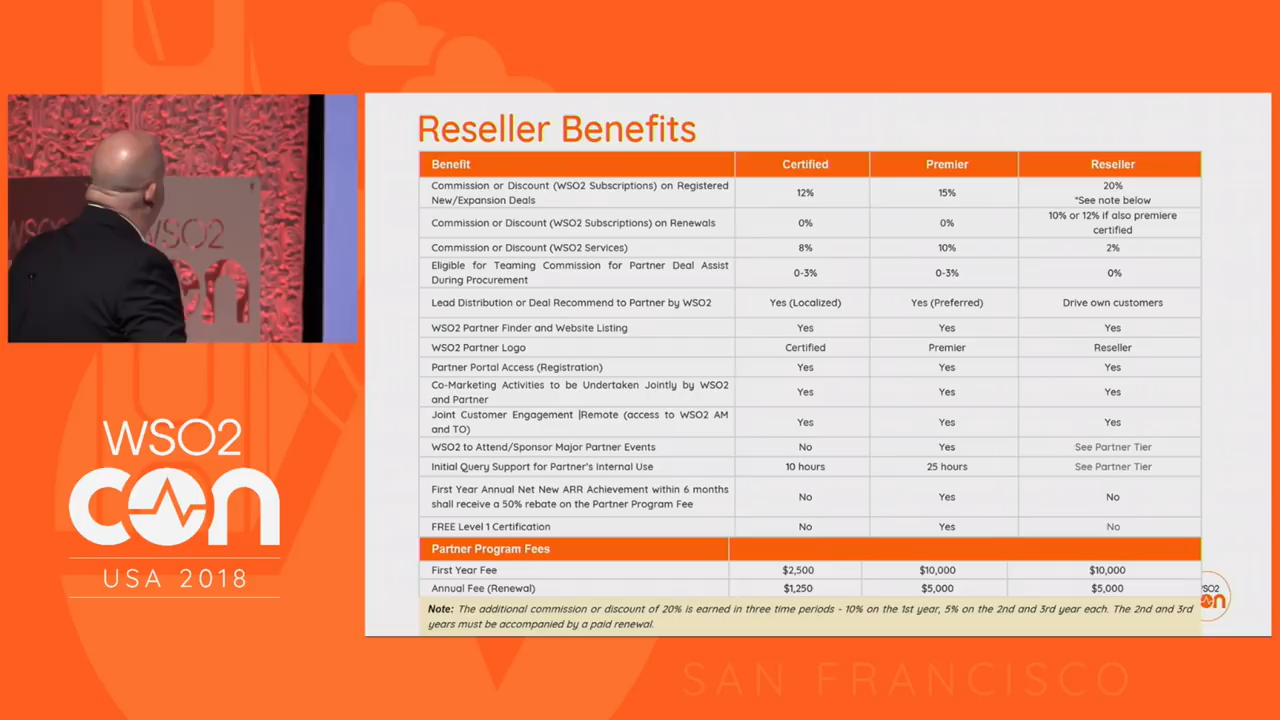 Reseller Benefits
Benefit Certified Premier Reseller
Commission or Discount (WSO2 Subscriptions) on Registered
New/Expansion Deals
12% 15% 20%
*See note below
Commission or Discount (WSO2 Subscriptions) on Renewals 0% 0% 10% or 12% if also premiere
certified
Commission or Discount (WSO2 Services) 8% 10% 2%
Eligible for Teaming Commission for Partner Deal Assist
During Procurement
0-3% 0-3% 0%
Lead Distribution or Deal Recommend to Partner by WSO2 Yes (Localized) Yes (Preferred) Drive own customers
WSO2 Partner Finder and Website Listing Yes Yes Yes
WSO2 Partner Logo Certified Premier Reseller
Partner Portal Access (Registration) Yes Yes Yes
Co-Marketing Activities to be Undertaken Jointly by WSO2
and Partner
Yes Yes Yes
Joint Customer Engagement |Remote (access to WSO2 AM
and TO)
Yes Yes Yes
WSO2 to Attend/Sponsor Major Partner Events No Yes See Partner Tier
Initial Query Support for Partner's Internal Use 10 hours 25 hours See Partner Tier
First Year Annual Net New ARR Achievement within 6 months
shall receive a 50% rebate on the Partner Program Fee
No Yes No
FREE Level 1 Certification No Yes No
Partner Program Fees
First Year Fee $2,500 $10,000 $10,000
Annual Fee (Renewal) $1,250 $5,000 $5,000
Note: The additional commission or discount of 20% is earned in three time periods - 10% on the 1st year, 5% on the 2nd and 3rd year each. The 2nd and 3rd
years must be accompanied by a paid renewal.
WSO2
con
USA 2018
SAN FRANCISCO
WSO2
con